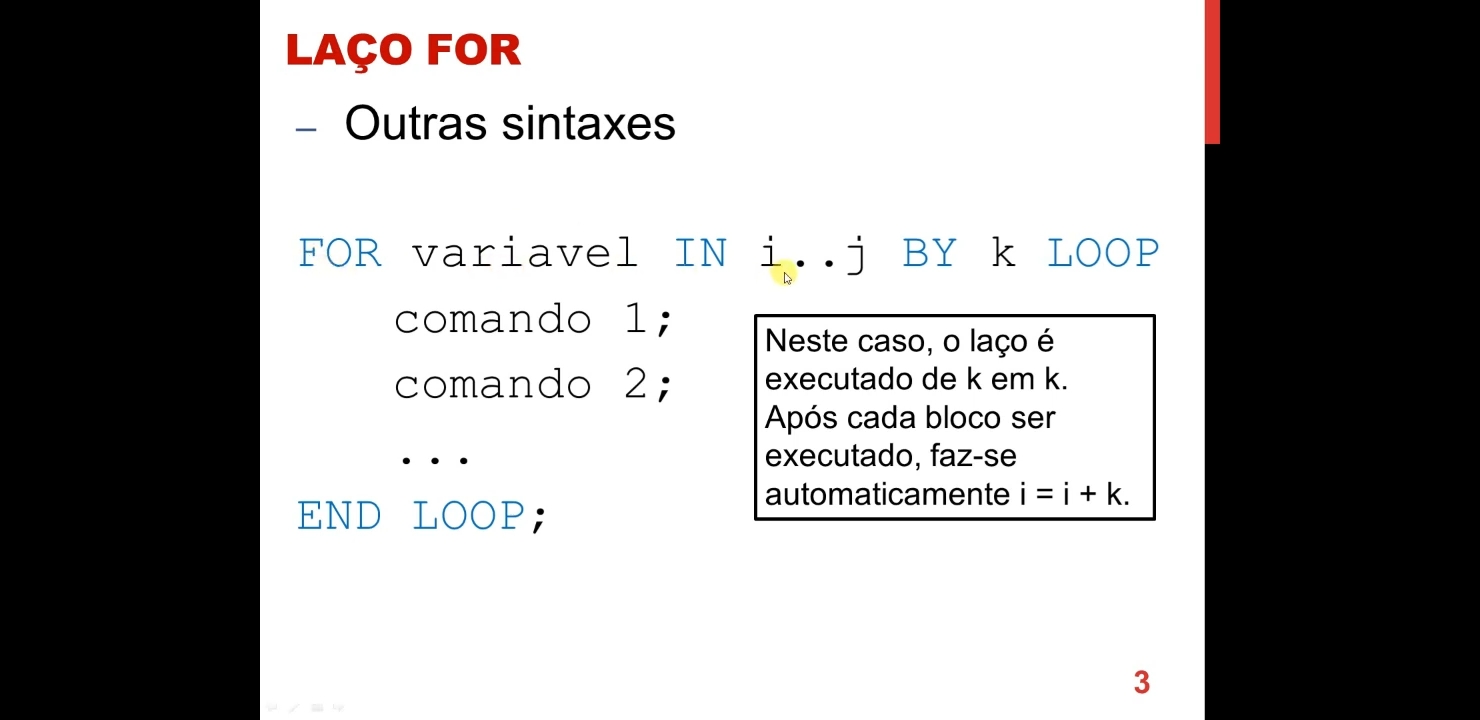 LAÇO FOR
– Outras sintaxes
FOR variavel IN i..j BY k LOOP
comando 1;
comando 2;
...
END LOOP;
Neste caso, o laço é
executado de k em k.
Após cada bloco ser
executado, faz-se
automaticamente i = i + k.
3